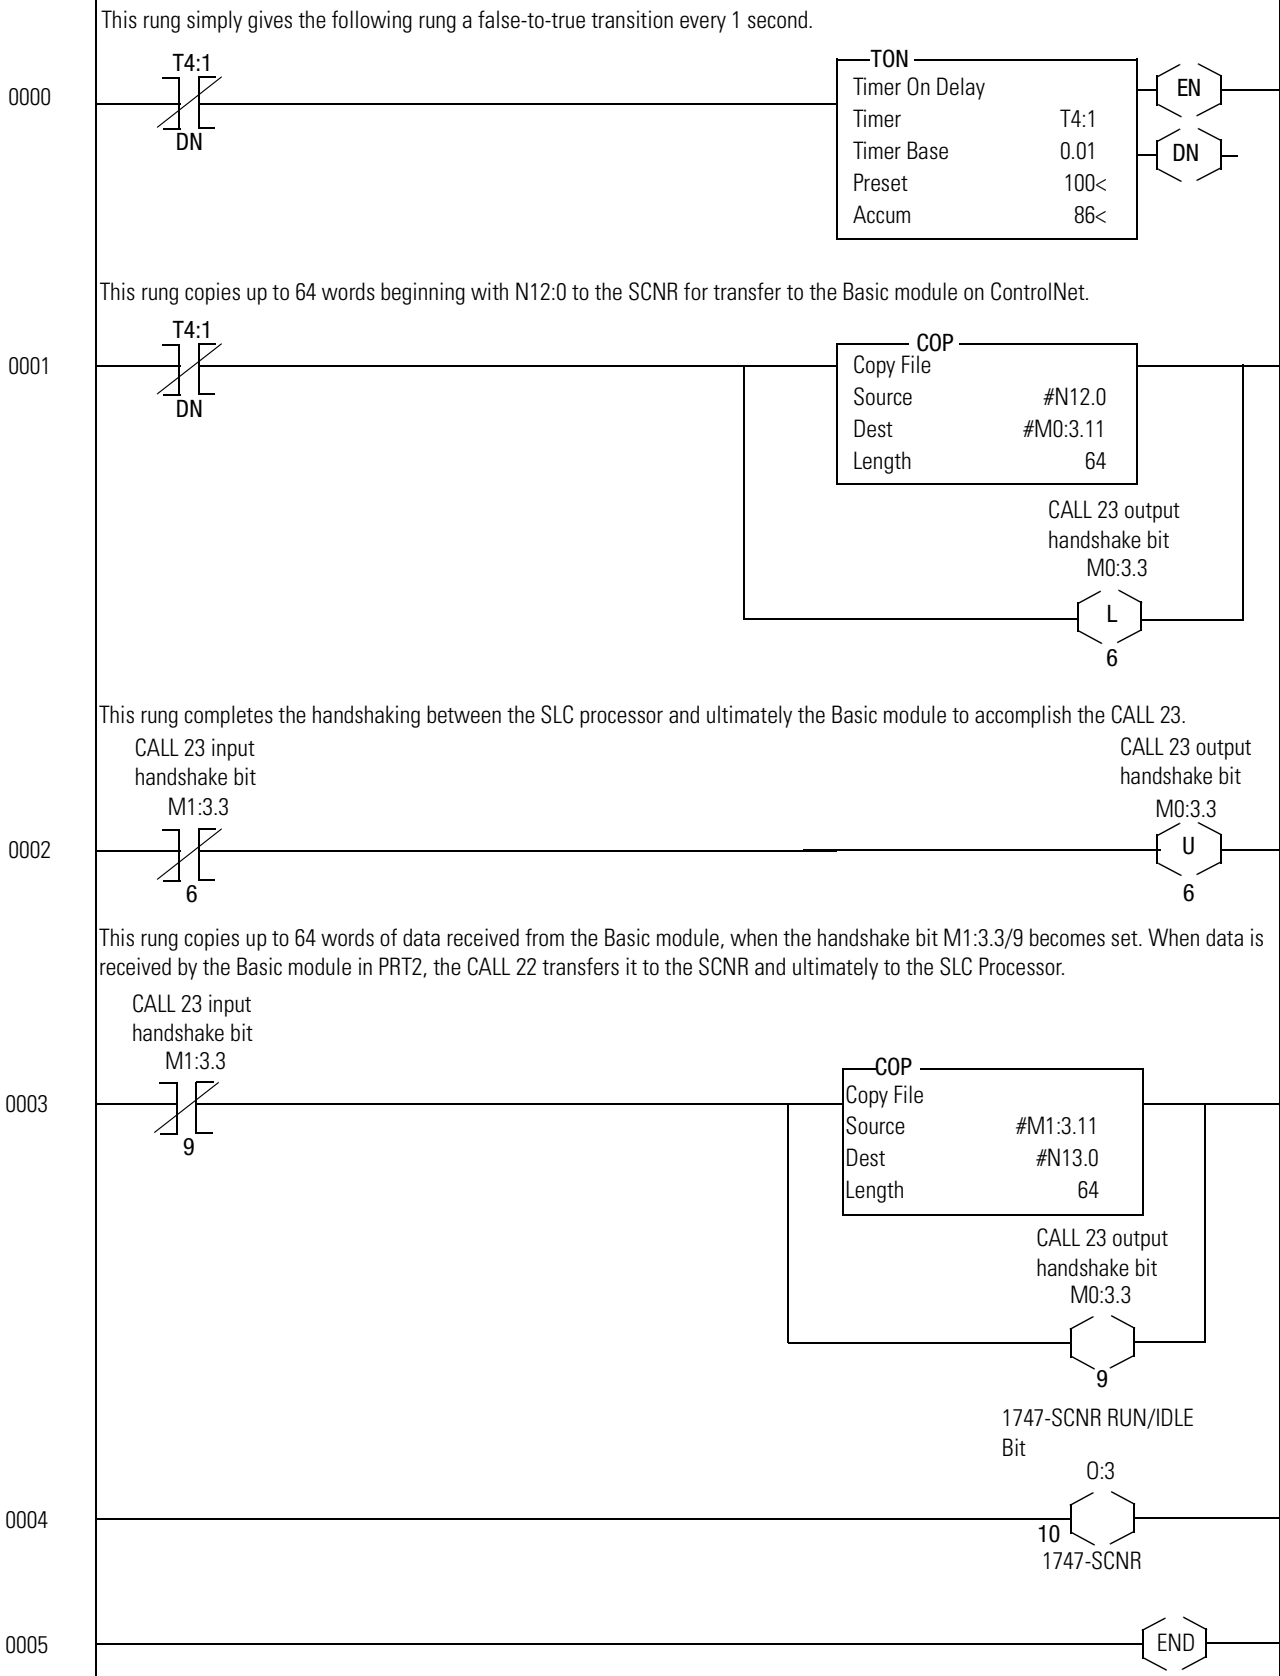 This rung simply gives the following rung a false-to-true transition every 1 second.
0000
T4:1
DN
TON
Timer On Delay
Timer T4:1
Timer Base 0.01
Preset 100<
Accum 86<
EN
DN
This rung copies up to 64 words beginning with N12:0 to the SCNR for transfer to the Basic module on ControlNet.
0001
T4:1
DN
COP
Copy File
Source #N12.0
Dest #M0:3.11
Length 64
CALL 23 output
handshake bit
M0:3.3
L
6
This rung completes the handshaking between the SLC processor and ultimately the Basic module to accomplish the CALL 23.
CALL 23 input
handshake bit
M1:3.3
0002
6
CALL 23 output
handshake bit
M0:3.3
U
6
This rung copies up to 64 words of data received from the Basic module, when the handshake bit M1:3.3/9 becomes set. When data is
received by the Basic module in PRT2, the CALL 22 transfers it to the SCNR and ultimately to the SLC Processor.
CALL 23 input
handshake bit
M1:3.3
0003
9
COP
Copy File
Source #M1:3.11
Dest #N13.0
Length 64
CALL 23 output
handshake bit
M0:3.3
9
1747-SCNR RUN/IDLE
Bit
O:3
0004
10
1747-SCNR
0005
END